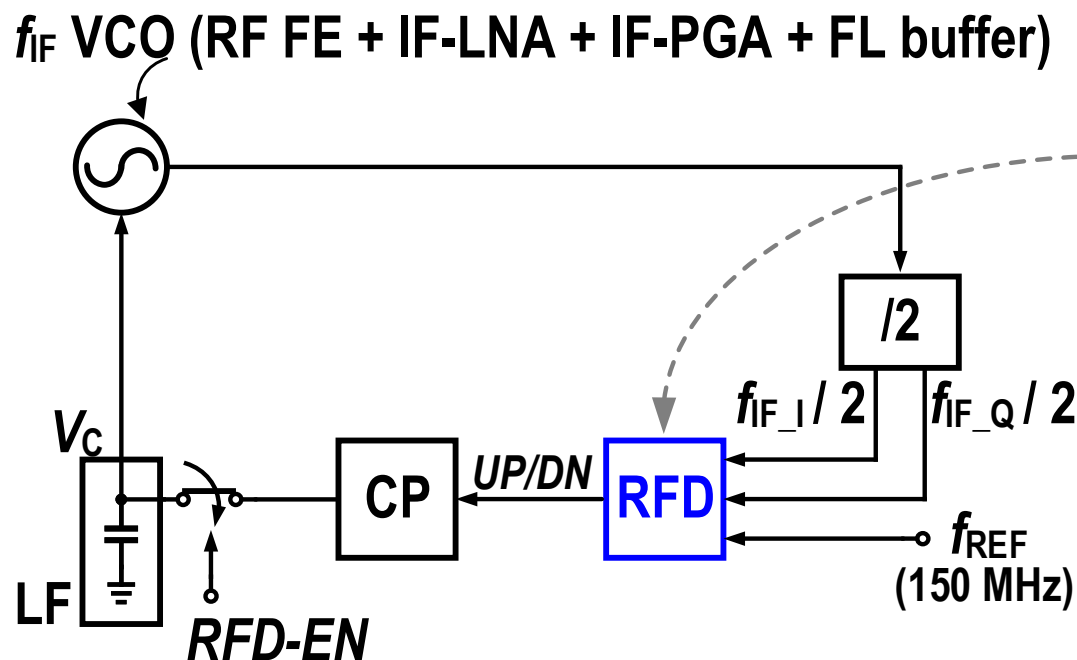 fIF VCO (RF FE + IF-LNA + IF-PGA + FL buffer)
/2
fIF_I / 2
fIF_Q / 2
VC
CP
UP/DN
RFD
fREF
(150 MHz)
LF
RFD-EN